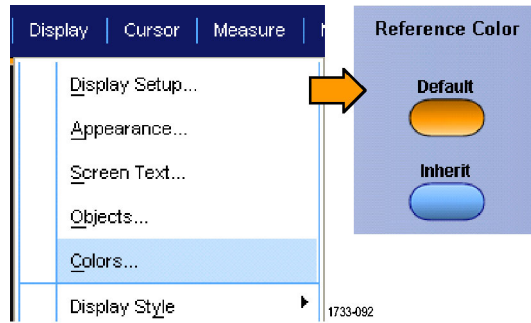 Display | Cursor | Measure |
Display Setup...
Appearance...
Screen Text...
Objects...
Colors...
Display Style
Reference Color
Default
Inherit
1733-092